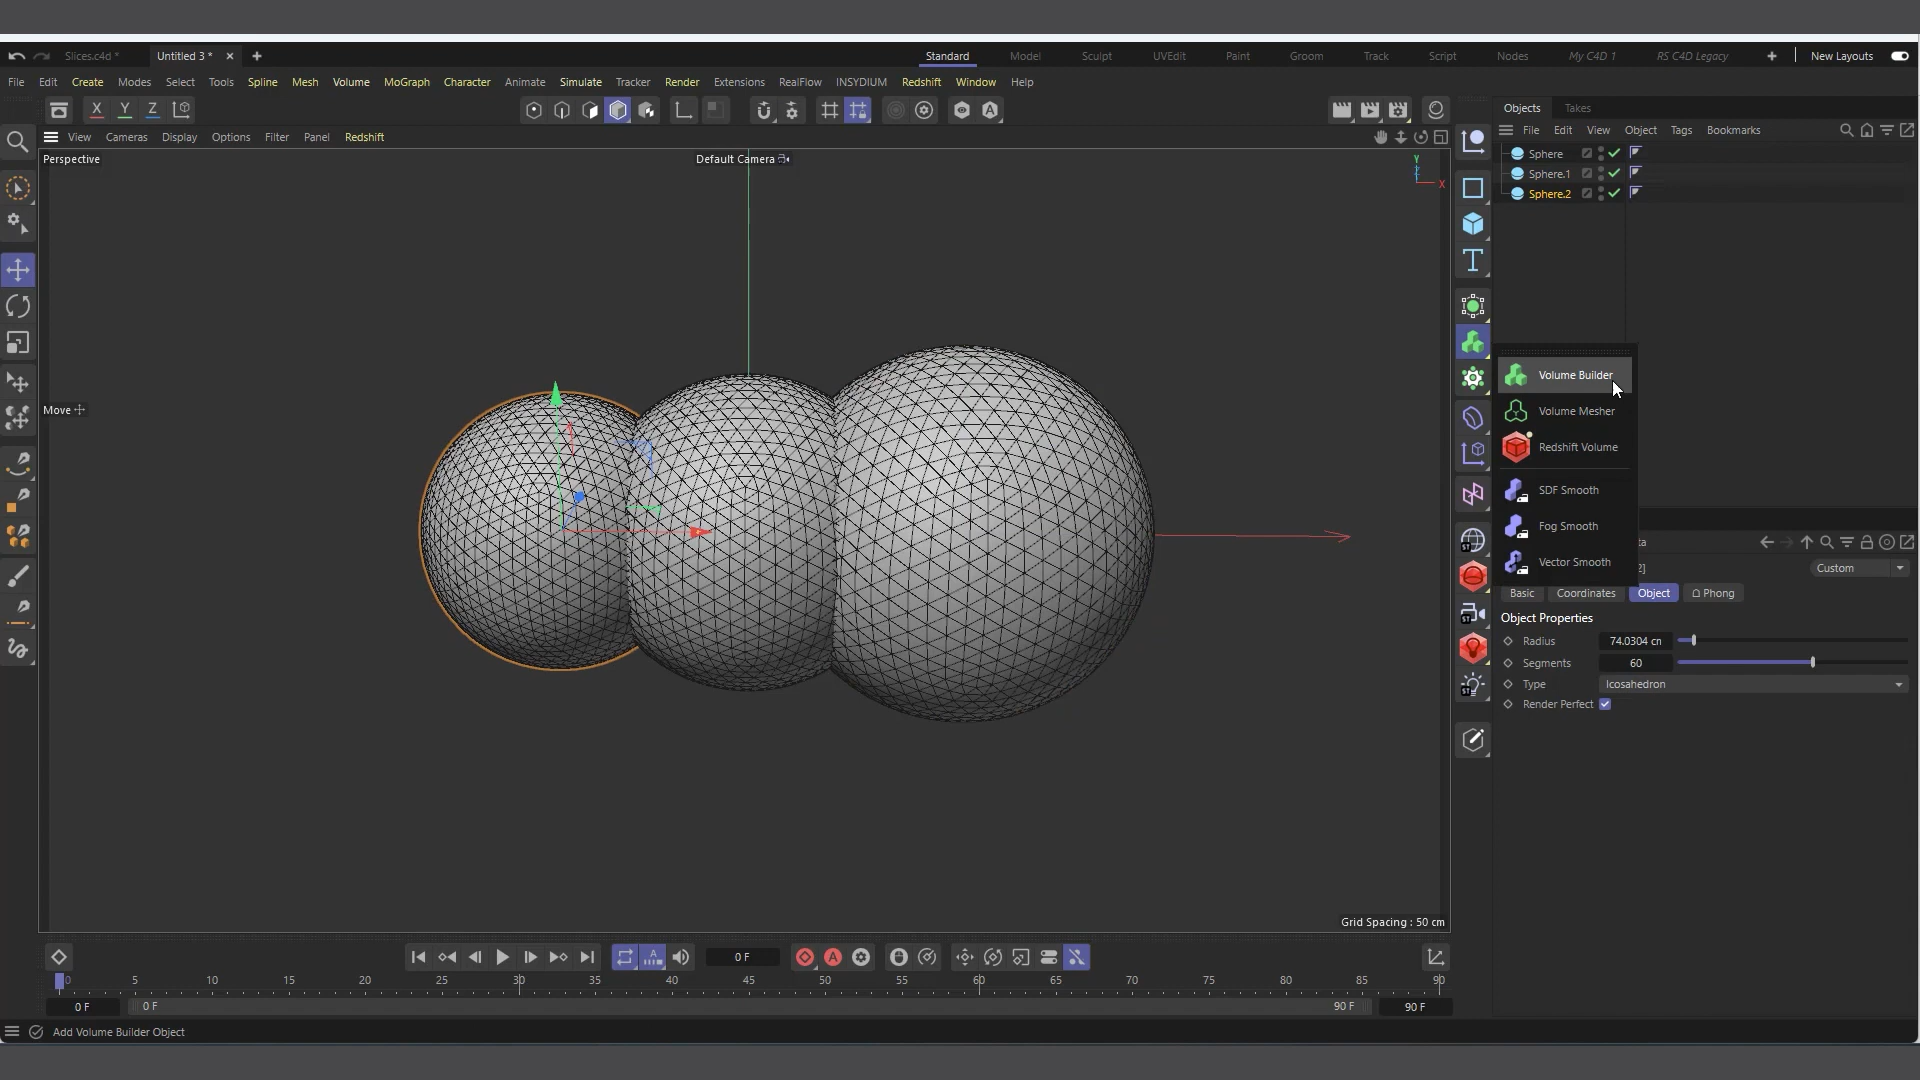 Slices.c4d *
Untitled 3 *
Standard
Model
Sculpt
UVEdit
Paint
Groom
Track
Script
Nodes
My C4D 1
RS C4D Legacy
New Layouts
File Edit Create Modes Select Tools Spline Mesh Volume MoGraph Character Animate Simulate Tracker Render Extensions RealFlow INSYDIUM Redshift Window Help
X Y Z
Objects Takes
View Cameras Display Options Filter Panel Redshift
File Edit View Object Tags Bookmarks
Perspective
Default Camera
Y
Z
X
Sphere
Sphere.1
Sphere.2
Move
Volume Builder
Volume Mesher
Redshift Volume
SDF Smooth
Fog Smooth
Vector Smooth
ta
2]
Custom
Basic Coordinates Object Phong
Object Properties
Radius 74.0304 cn
Segments 60
Type Icosahedron
Render Perfect
Grid Spacing : 50 cm
0 F
0 5 10 15 20 25 30 35 40 45 50 55 60 65 70 75 80 85 90
0 F 0 F 90 F 90 F
Add Volume Builder Object